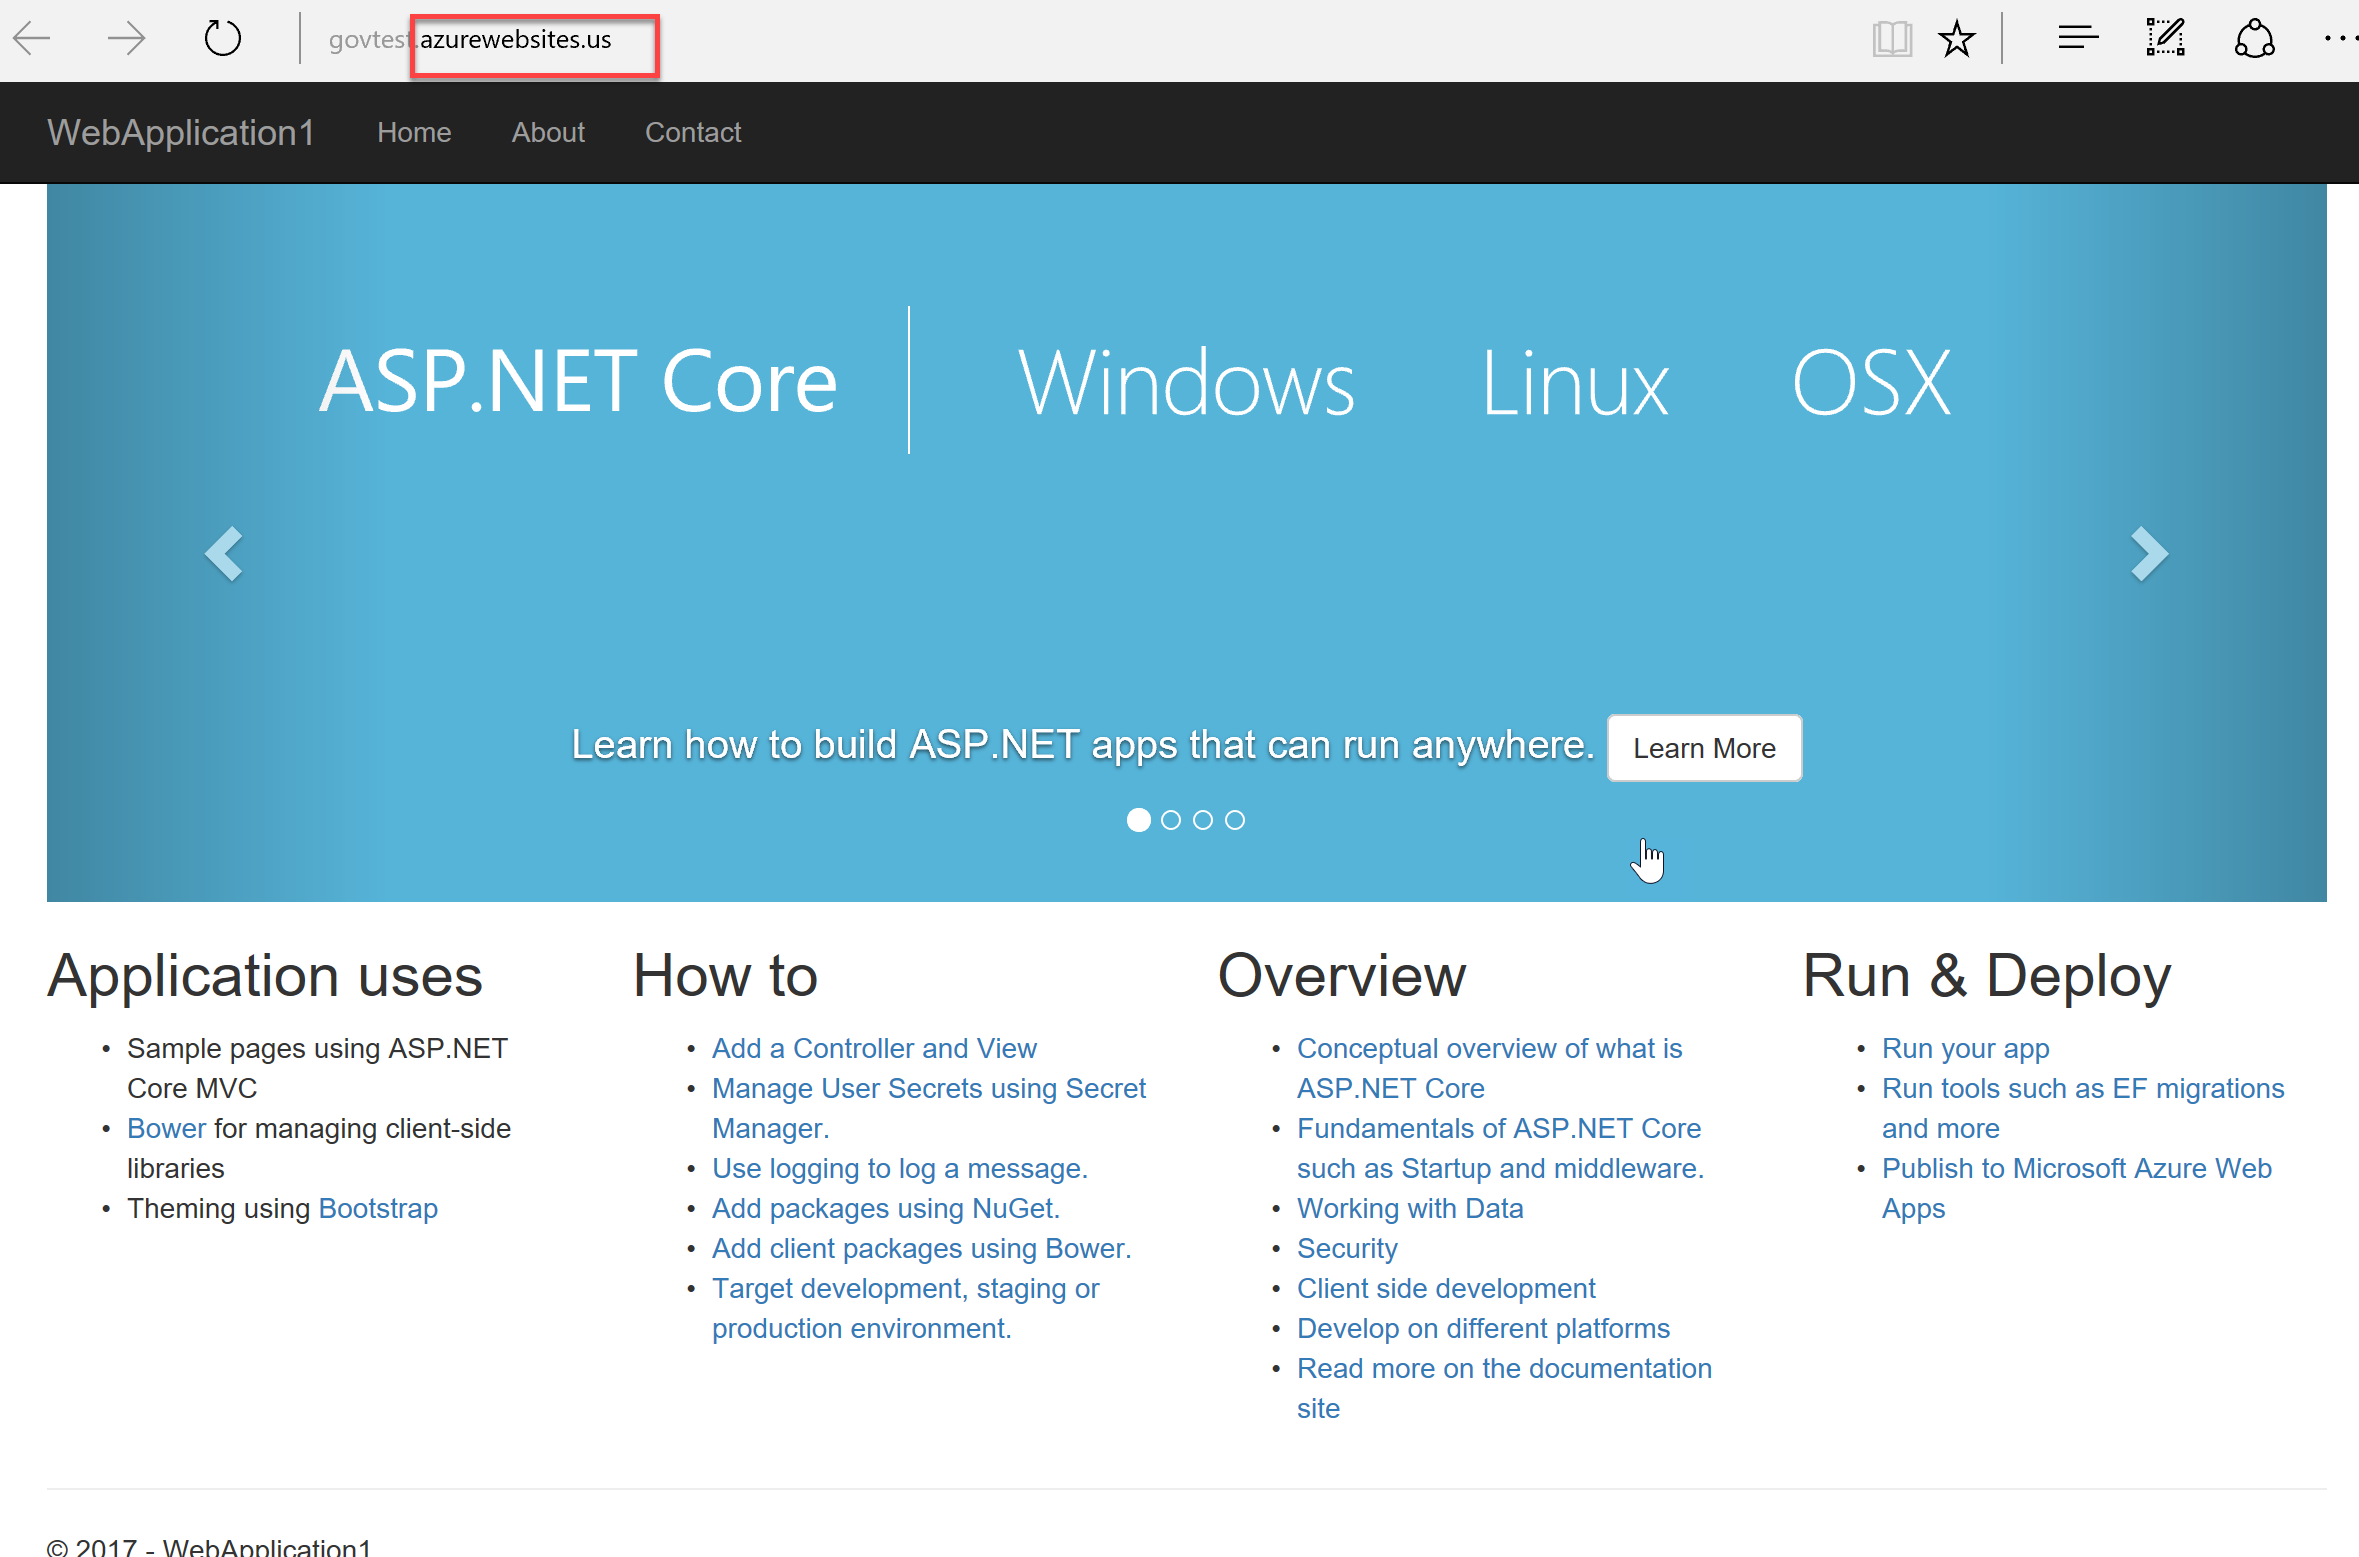 govtest.azurewebsites.us
WebApplication1 Home About Contact
ASP.NET Core Windows Linux OSX
Learn how to build ASP.NET apps that can run anywhere. Learn More
Application uses
• Sample pages using ASP.NET
Core MVC
• Bower for managing client-side
libraries
• Theming using Bootstrap
How to
• Add a Controller and View
• Manage User Secrets using Secret
Manager.
• Use logging to log a message.
• Add packages using NuGet.
• Add client packages using Bower.
• Target development, staging or
production environment.
Overview
• Conceptual overview of what is
ASP.NET Core
• Fundamentals of ASP.NET Core
such as Startup and middleware.
• Working with Data
• Security
• Client side development
• Develop on different platforms
• Read more on the documentation
site
Run & Deploy
• Run your app
• Run tools such as EF migrations
and more
• Publish to Microsoft Azure Web
Apps
© 2017 - WebApplication1